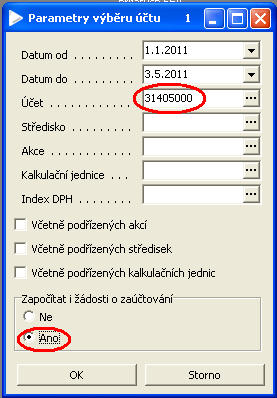 Parametry výběru účtu 1
Datum od . . . . . . . . 1.1.2011
Datum do . . . . . . . . 3.5.2011
Účet . . . . . . . . . . . 31405000 ...
Středisko . . . . . . . . ...
Akce . . . . . . . . . . . ...
Kalkulační jednice . . ...
Index DPH . . . . . . . ...
Včetně podřízených akcí
Včetně podřízených středisek
Včetně podřízených kalkulačních jednic
Započítat i žádosti o zaúčtování
Ne
Ano
OK Storno